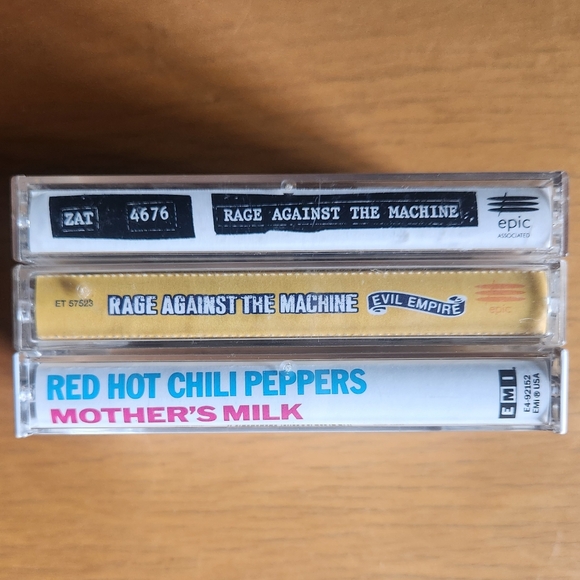 ZAT 4676 RAGE AGAINST THE MACHINE epic
ASSOCIATED
ET 57523 RAGE AGAINST THE MACHINE EVIL EMPIRE epic
RED HOT CHILI PEPPERS
MOTHER'S MILK
EMI
E4-92152
EMI ® USA